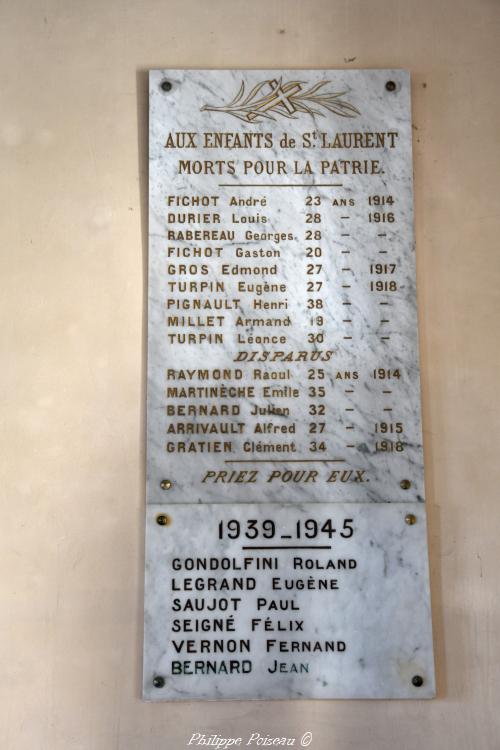 AUX ENFANTS de St. LAURENT
MORTS POUR LA PATRIE.
FICHOT André 23 ANS 1914
DURIER Louis 28 – 1916
RABEREAU Georges 28 – –
FICHOT Gaston 20 – –
GROS Edmond 27 – 1917
TURPIN Eugène 27 – 1918
PIGNAULT Henri 38 – –
MILLET Armand 19 – –
TURPIN Léonce 30 – –
DISPARUS
RAYMOND Raoul 25 ANS 1914
MARTINÈCHE Emile 35 – –
BERNARD Julien 32 – –
ARRIVAULT Alfred 27 – 1915
GRATIEN Clément 34 – 1918
PRIEZ POUR EUX.
1939_1945
GONDOLFINI ROLAND
LEGRAND EUGÈNE
SAUJOT PAUL
SEIGNÉ FÉLIX
VERNON FERNAND
BERNARD JEAN
Philippe Poiseau ©